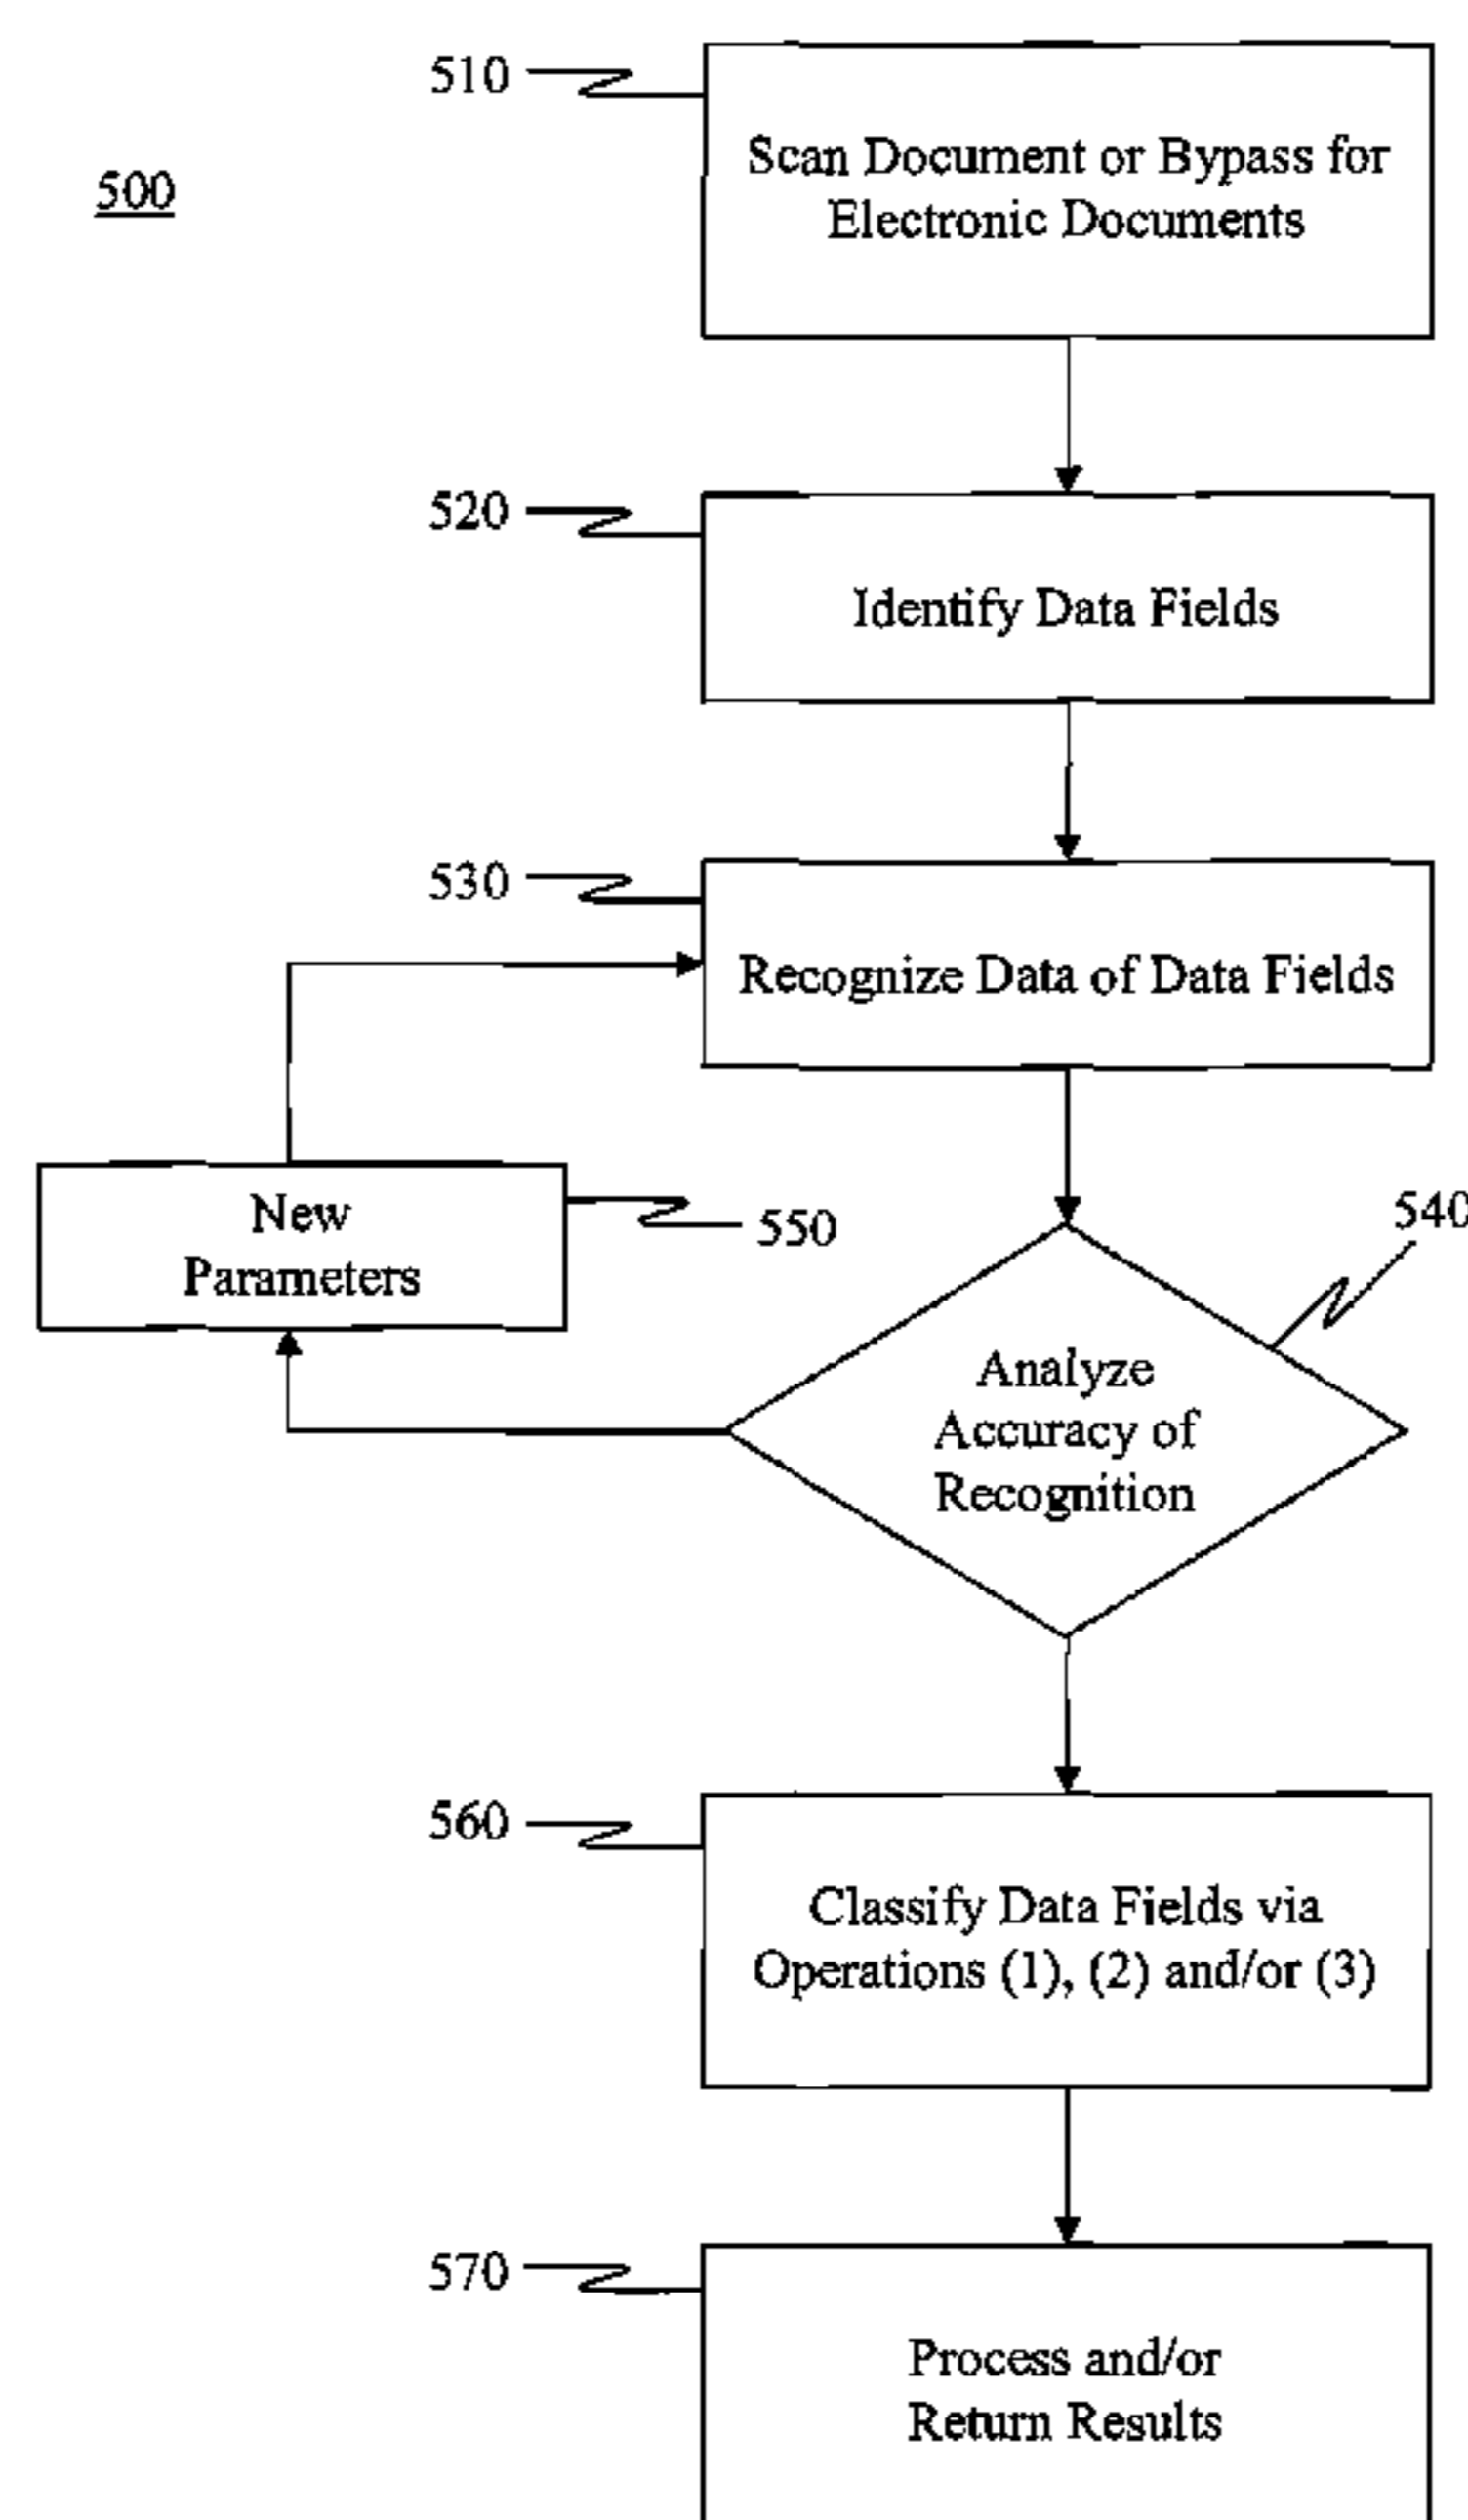 510
Scan Document or Bypass for
Electronic Documents
500
520
Identify Data Fields
530
Recognize Data of Data Fields
New
Parameters
550
540
Analyze
Accuracy of
Recognition
560
Classify Data Fields via
Operations (1), (2) and/or (3)
570
Process and/or
Return Results